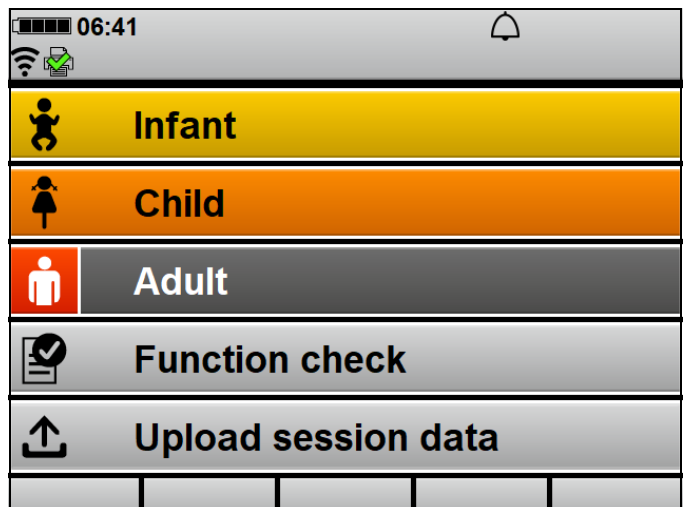 06:41
Infant
Child
Adult
Function check
Upload session data